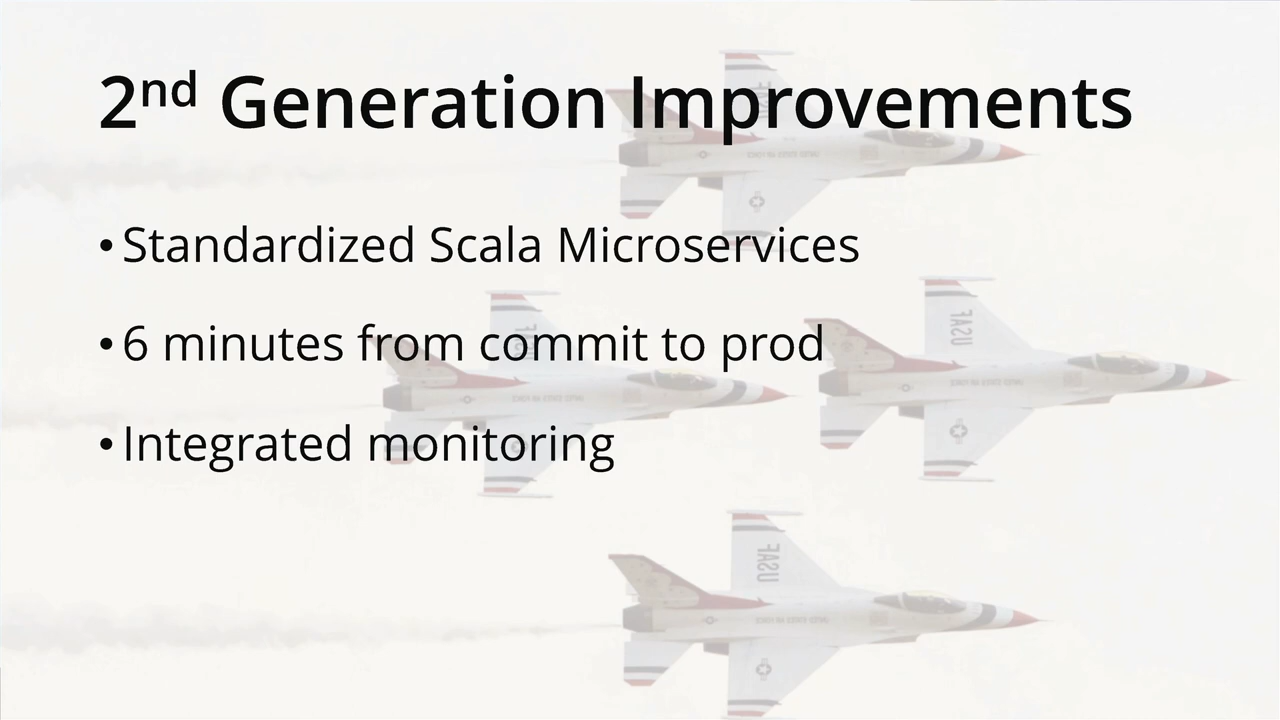 2nd Generation Improvements
• Standardized Scala Microservices
• 6 minutes from commit to prod
• Integrated monitoring